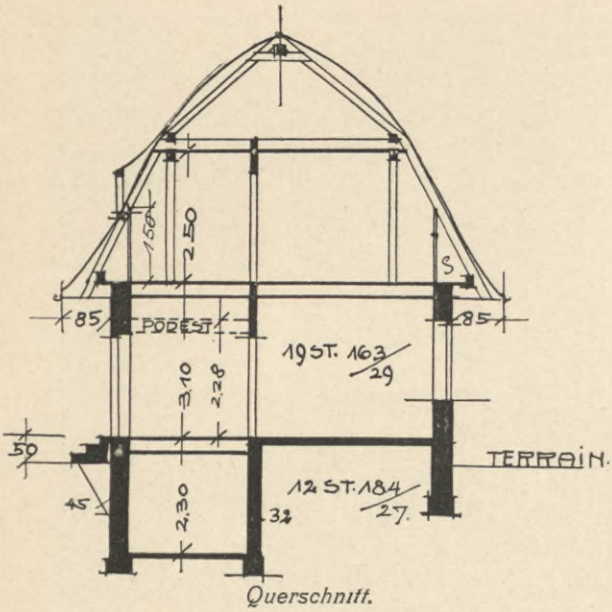 1.50
2.50
S
85
PODEST
85
3.10
2.28
19 ST. 16.3/29
50
TERRAIN.
45
2.30
32
12 ST. 18.4/27.
Querschnitt.